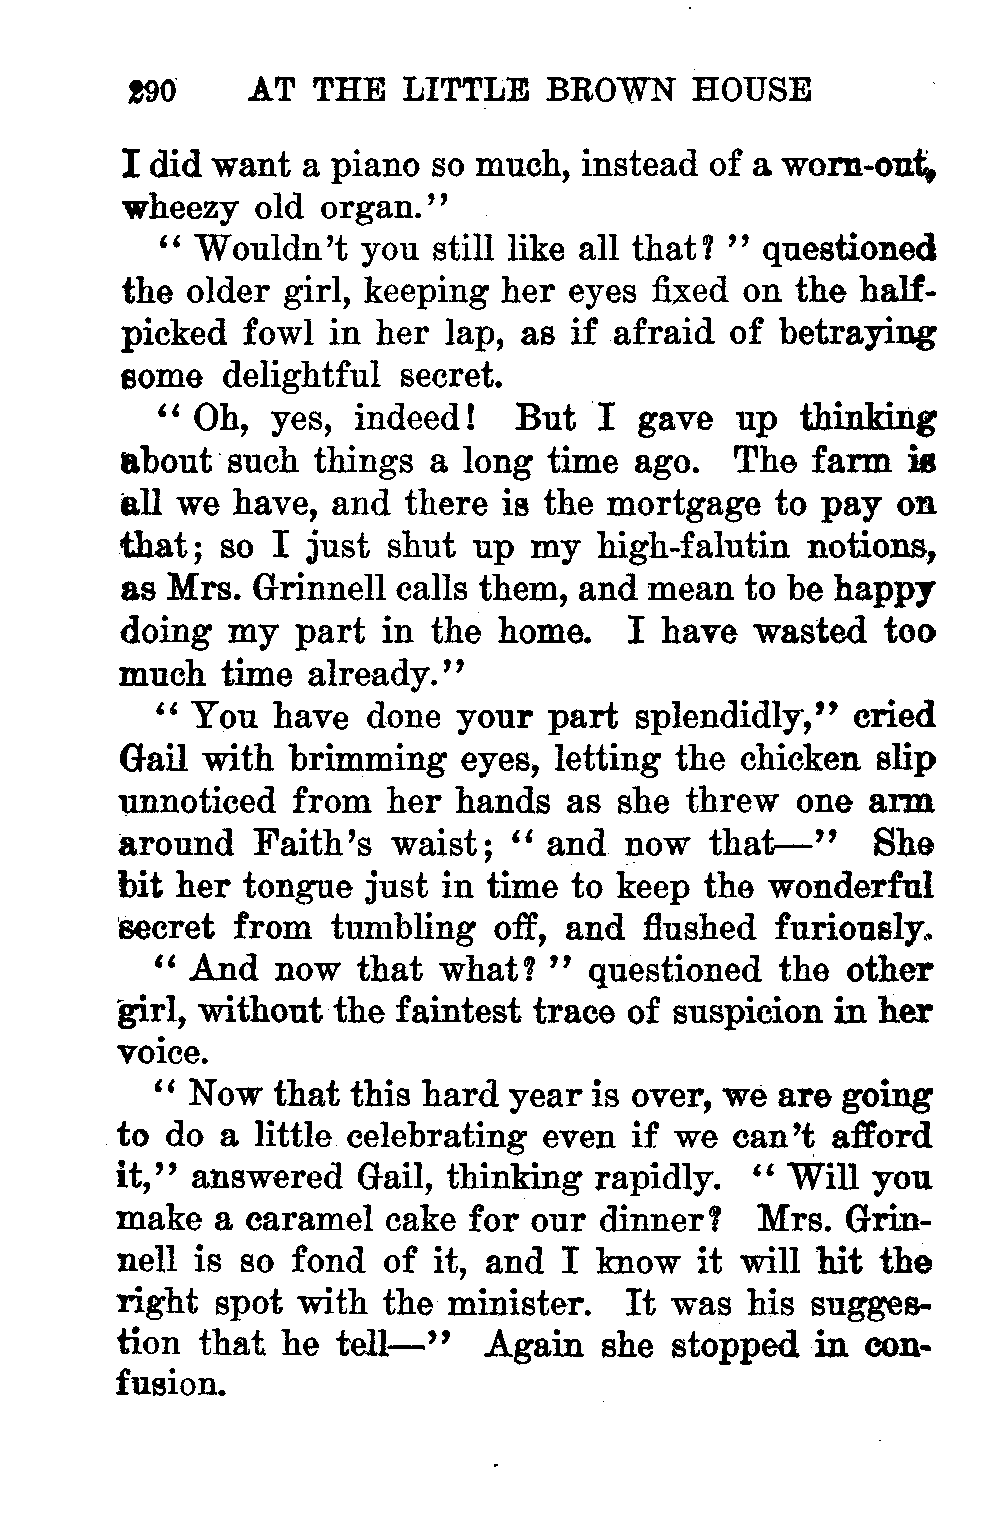 290 AT THE LITTLE BROWN HOUSE
I did want a piano so much, instead of a worn-out,
wheezy old organ."
" Wouldn't you still like all that? " questioned
the older girl, keeping her eyes fixed on the half-
picked fowl in her lap, as if afraid of betraying
some delightful secret.
" Oh, yes, indeed! But I gave up thinking
about such things a long time ago. The farm is
all we have, and there is the mortgage to pay on
that; so I just shut up my high-falutin notions,
as Mrs. Grinnell calls them, and mean to be happy
doing my part in the home. I have wasted too
much time already."
" You have done your part splendidly," cried
Gail with brimming eyes, letting the chicken slip
unnoticed from her hands as she threw one arm
around Faith's waist; " and now that—" She
bit her tongue just in time to keep the wonderful
secret from tumbling off, and flushed furiously.
" And now that what? " questioned the other
girl, without the faintest trace of suspicion in her
voice.
" Now that this hard year is over, we are going
to do a little celebrating even if we can't afford
it," answered Gail, thinking rapidly. " Will you
make a caramel cake for our dinner? Mrs. Grin-
nell is so fond of it, and I know it will hit the
right spot with the minister. It was his sugges-
tion that he tell—" Again she stopped in con-
fusion.